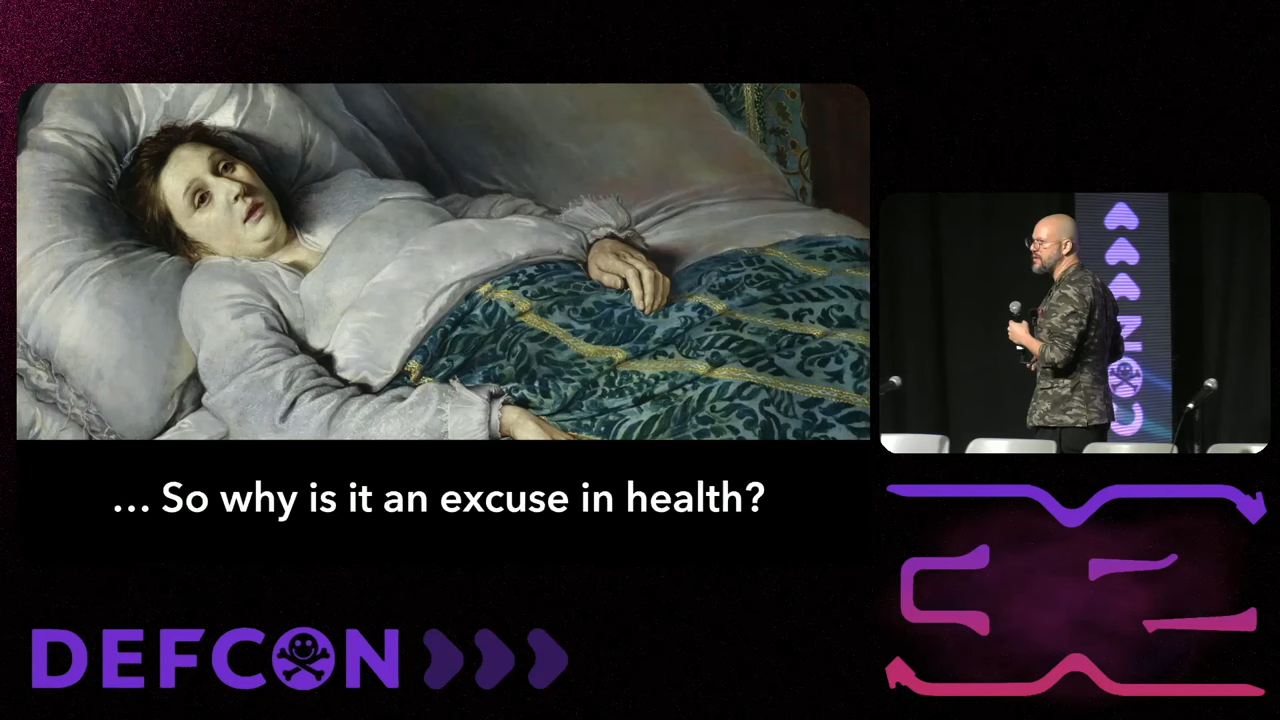 … So why is it an excuse in health?
DEFCON